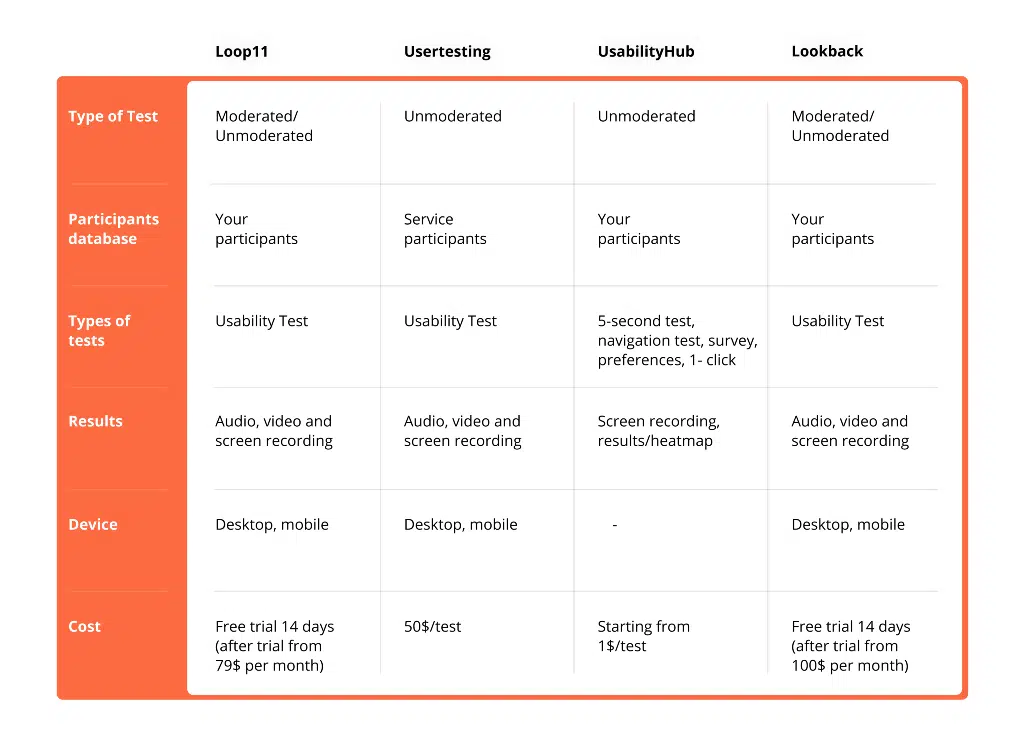 Loop11 Usertesting UsabilityHub Lookback
Type of Test Moderated/ Unmoderated Unmoderated Moderated/
Unmoderated Unmoderated
Participants Your Service Your Your
database participants participants participants participants
Types of Usability Test Usability Test 5-second test, Usability Test
tests navigation test, survey,
preferences, 1- click
Results Audio, video and Audio, video and Screen recording, Audio, video and
screen recording screen recording results/heatmap screen recording
Device Desktop, mobile Desktop, mobile - Desktop, mobile
Cost Free trial 14 days 50$/test Starting from Free trial 14 days
(after trial from 1$/test (after trial from
79$ per month) 100$ per month)